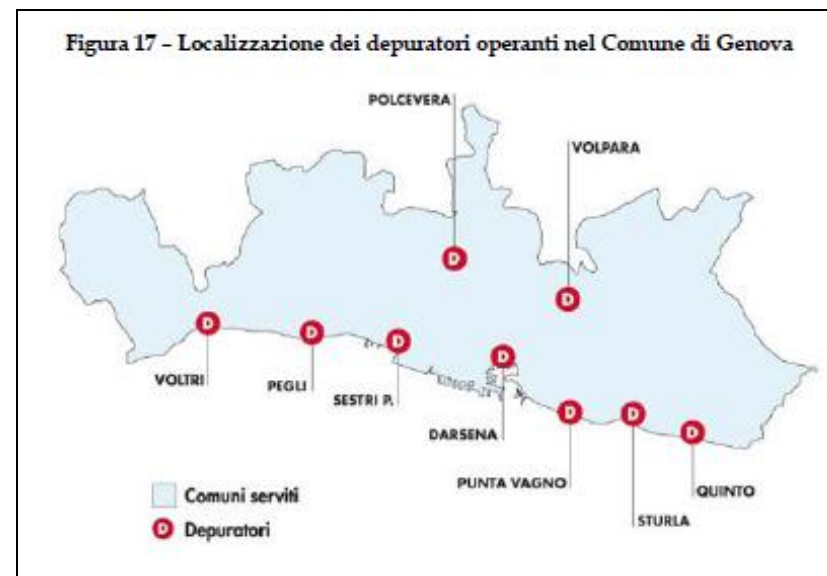 Figura 17 – Localizzazione dei depuratori operanti nel Comune di Genova
POLCEVERA
VOLPARA
D
D
D
D
D
D
D
D
D
VOLTRI
PEGLI
SESTRI P.
DARSENA
PUNTA VAGNO
STURLA
QUINTO
Comuni serviti
D Depuratori